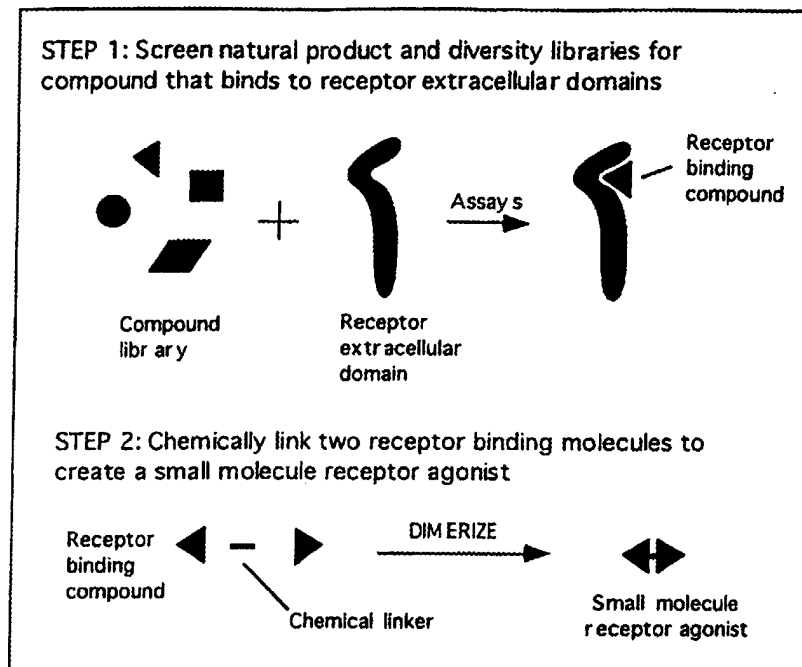 STEP 1: Screen natural product and diversity libraries for
compound that binds to receptor extracellular domains
Receptor
binding
compound
Assays
Compound
library
Receptor
extracellular
domain
STEP 2: Chemically link two receptor binding molecules to
create a small molecule receptor agonist
Receptor
binding
compound
DIMERIZE
Chemical linker
Small molecule
receptor agonist